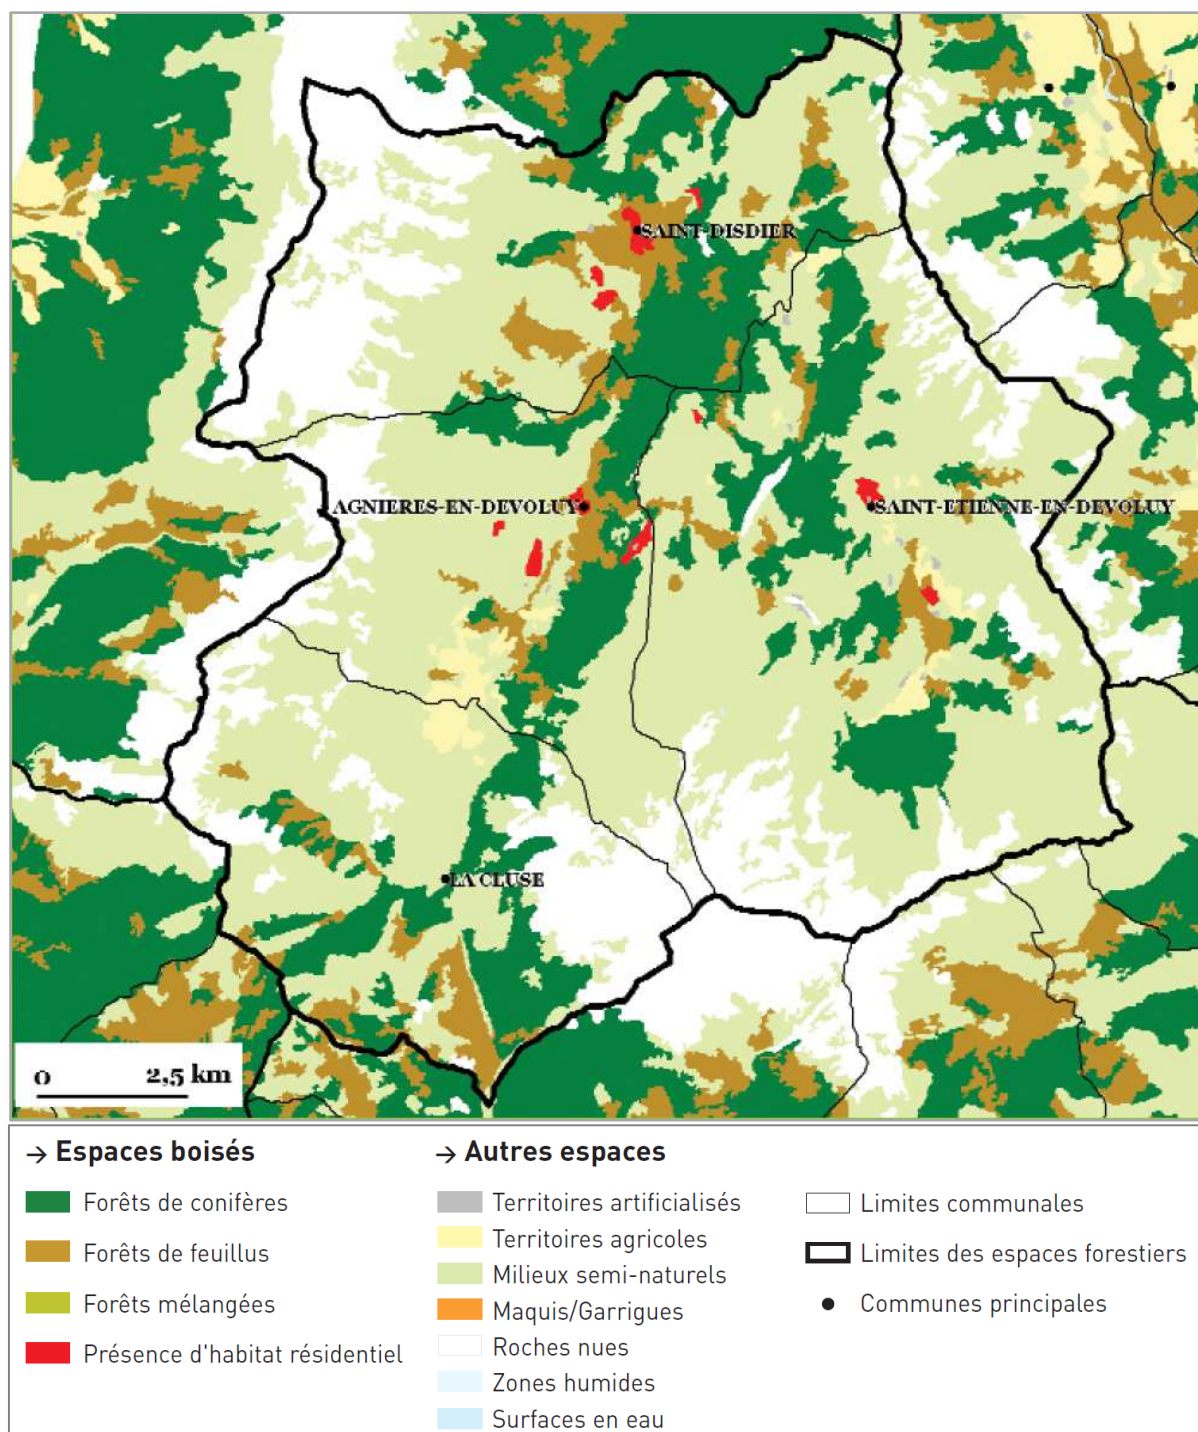 SAINT-DISDIER
AGNIERES-EN-DEVOLUY
SAINT-ETIENNE-EN-DEVOLUY
LA CLUSE
0 2,5 km
→ Espaces boisés
Forêts de conifères
Forêts de feuillus
Forêts mélangées
Présence d'habitat résidentiel
→ Autres espaces
Territoires artificialisés
Territoires agricoles
Milieux semi-naturels
Maquis/Garrigues
Roches nues
Zones humides
Surfaces en eau
Limites communales
Limites des espaces forestiers
Communes principales